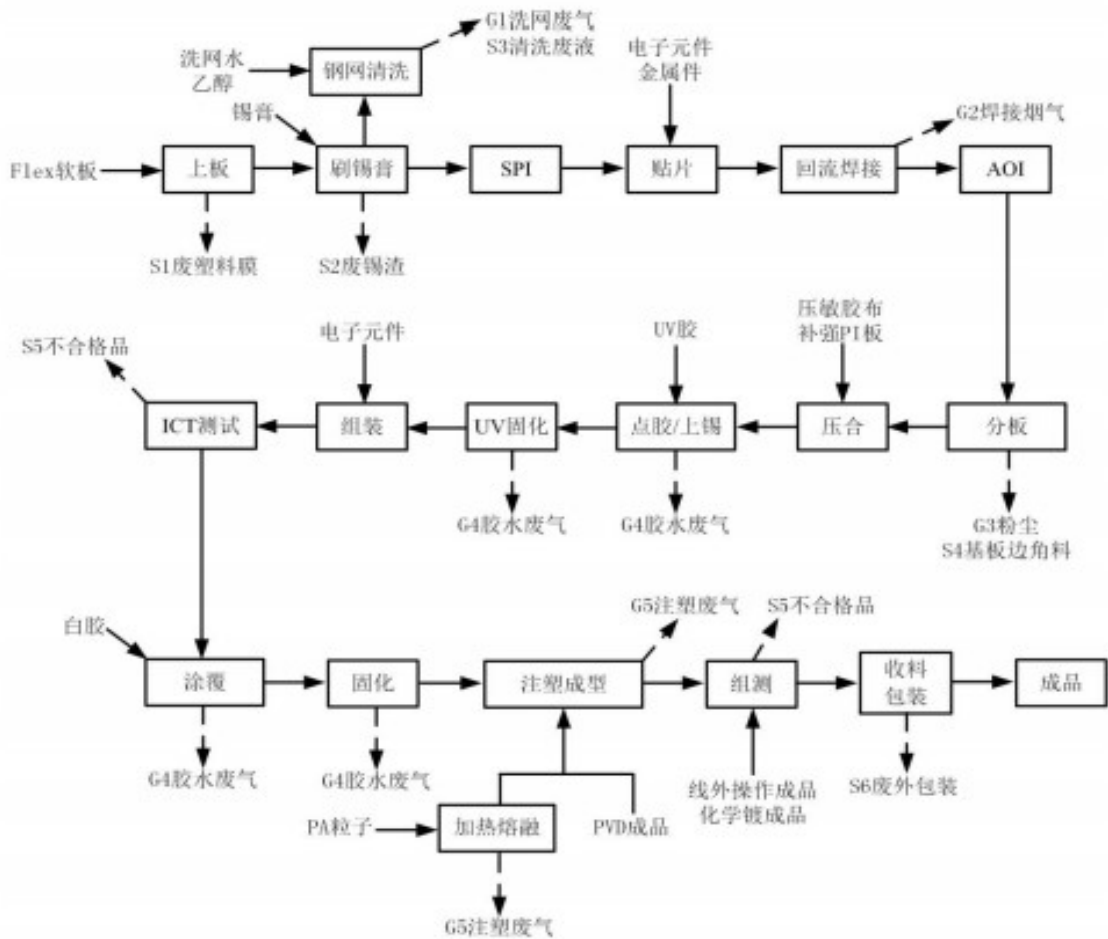 G1洗网废气
S3清洗废液
洗网水
乙醇
钢网清洗
电子元件
金属件
锡膏
G2焊接烟气
Flex软板
上板
刷锡膏
SPI
贴片
回流焊接
AOI
S1废塑料膜
S2废锡渣
S5不合格品
电子元件
UV胶
压敏胶布
补强PI板
ICT测试
组装
UV固化
点胶/上锡
压合
分板
G4胶水废气
G4胶水废气
G3粉尘
S4基板边角料
白胶
G5注塑废气
S5不合格品
涂覆
固化
注塑成型
组测
收料
包装
成品
G4胶水废气
G4胶水废气
线外操作成品
化学镀成品
S6废外包装
PA粒子
加热熔融
PVD成品
G5注塑废气